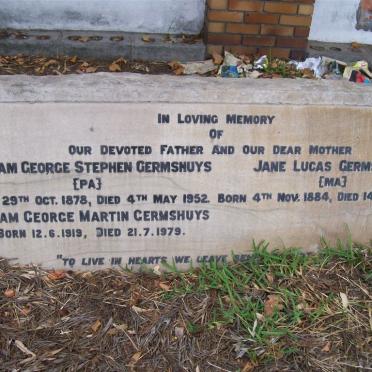 IN LOVING MEMORY
OF
OUR DEVOTED FATHER AND OUR DEAR MOTHER
AM GEORGE STEPHEN GERMSHUYS JANE LUCAS GERMS
[PA] [MA]
29TH OCT. 1878, DIED 4TH MAY 1952. BORN 4TH NOV. 1884, DIED 14
AM GEORGE MARTIN GERMSHUYS
BORN 12.6.1919, DIED 21.7.1979.
"TO LIVE IN HEARTS WE LEAVE